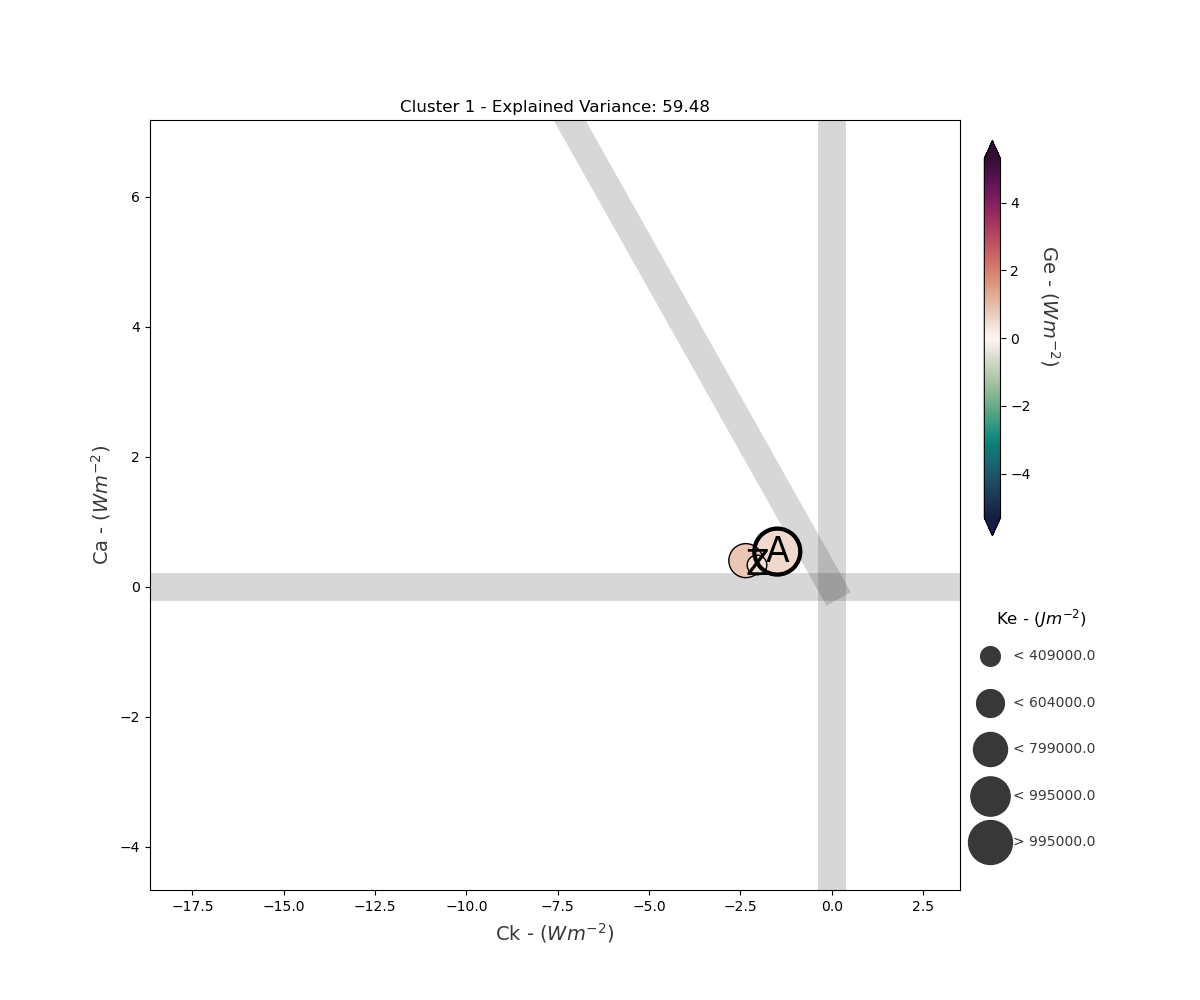 Cluster 1 - Explained Variance: 59.48
6
4
2
0
−2
−4
Ca - (Wm⁻²)
A
Z
−17.5 −15.0 −12.5 −10.0 −7.5 −5.0 −2.5 0.0 2.5
Ck - (Wm⁻²)
4
2
0
−2
−4
Ge - (Wm⁻²)
Ke - (Jm⁻²)
< 409000.0
< 604000.0
< 799000.0
< 995000.0
> 995000.0